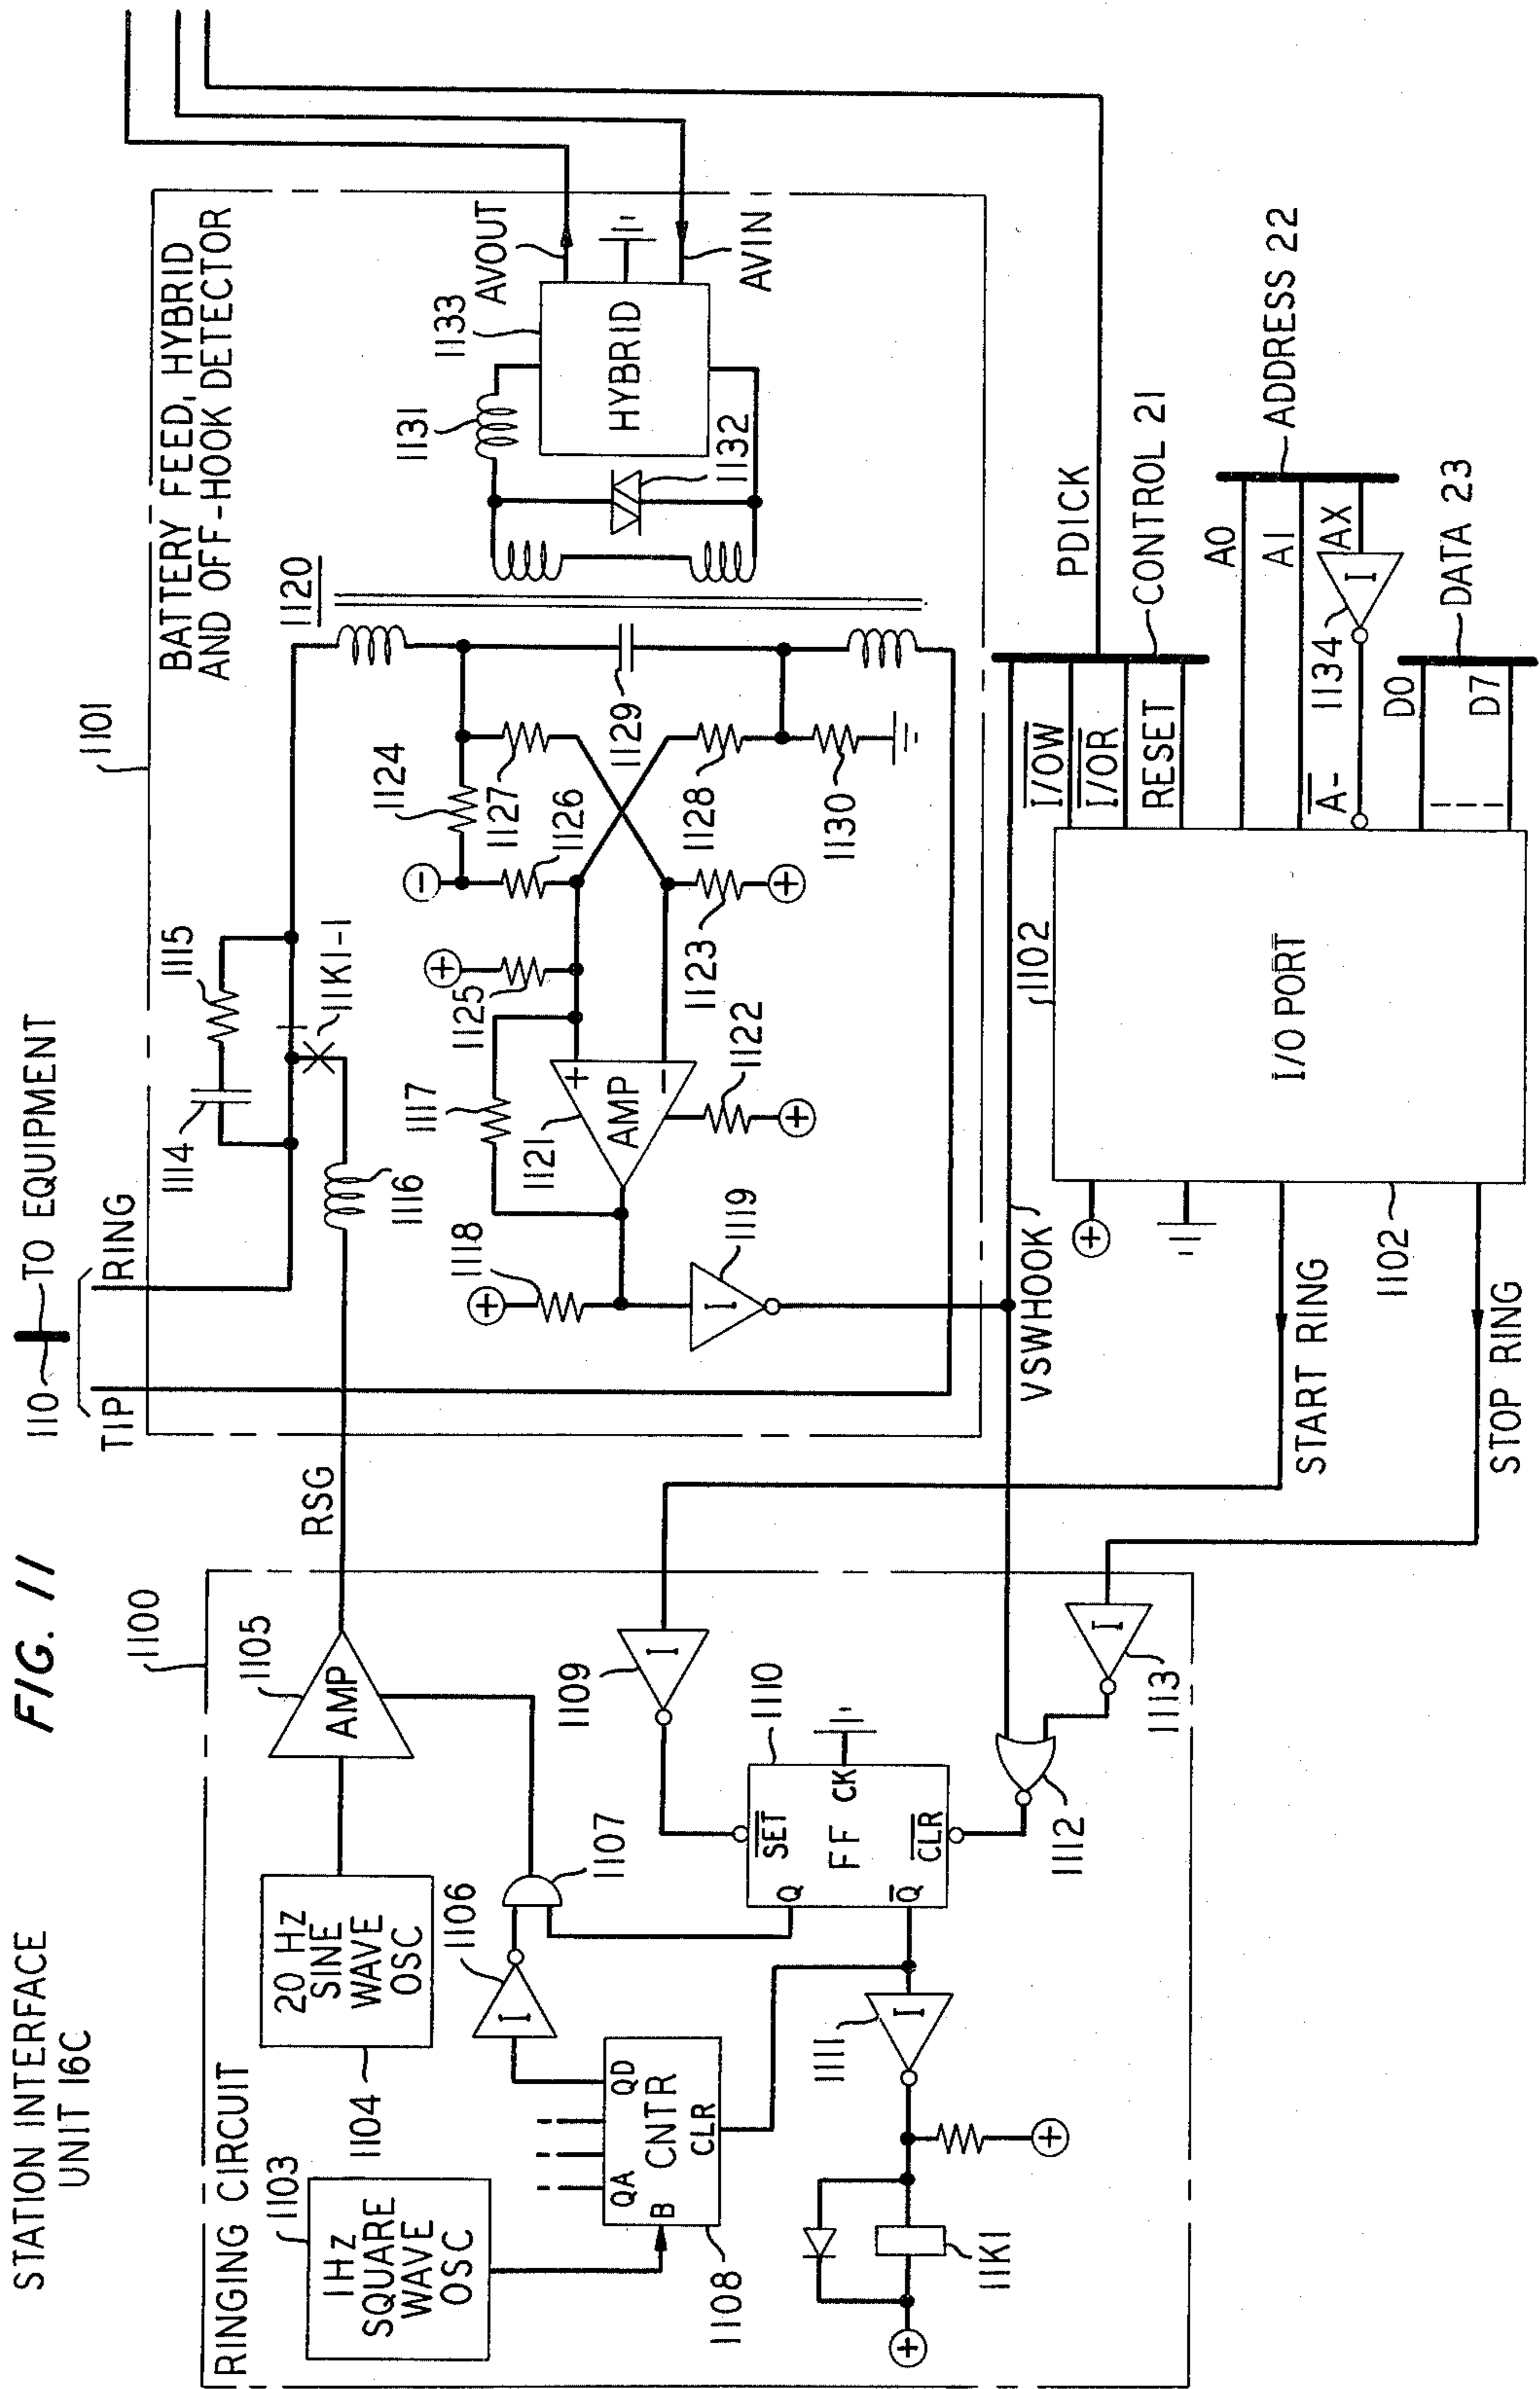 STATION INTERFACE
UNIT 16C
FIG. 11
110
TO EQUIPMENT
TIP
RING
RINGING CIRCUIT
1100
1103
1HZ
SQUARE
WAVE
OSC
20 HZ
SINE
WAVE
OSC
1104
1105
AMP
RSG
1106
I
1107
QA
QD
B
CNTR
CLR
1108
1109
I
1110
SET
Q
FF
CK
Q
CLR
1111
I
11K1
1112
1113
I
1101
BATTERY FEED, HYBRID
AND OFF-HOOK DETECTOR
1114
1115
11K1-1
1116
1117
1118
1119
I
1120
1121
AMP
+
-
1122
1123
1124
1125
1126
1127
1128
1129
1130
1131
1132
1133
HYBRID
AVOUT
AVIN
VSWHOOK
PDICK
CONTROL 21
I/OW
I/OR
RESET
ADDRESS 22
A0
A1
AX
A-
1134
I
DATA 23
D0
D7
1102
I/O PORT
1102
START RING
STOP RING